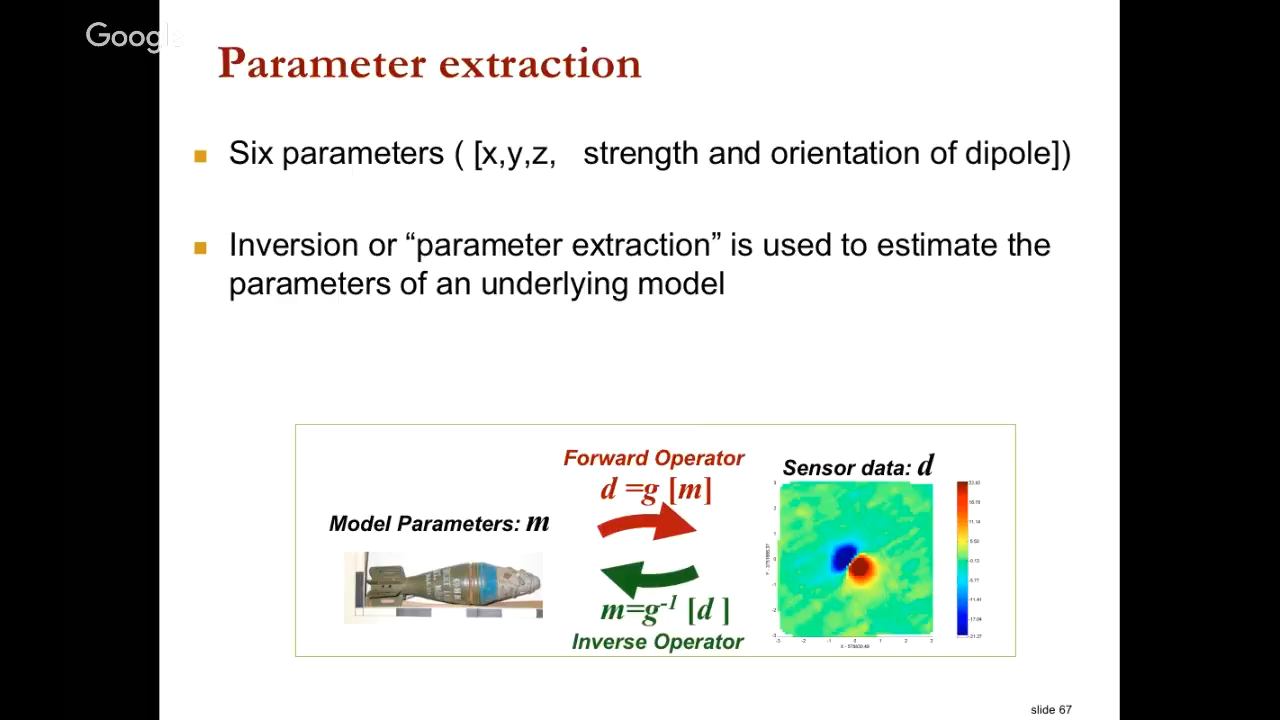 Google
Parameter extraction
Six parameters ( [x,y,z, strength and orientation of dipole])
Inversion or “parameter extraction” is used to estimate the
parameters of an underlying model
Forward Operator
d =g [m]
Sensor data: d
Model Parameters: m
m=g⁻¹ [d ]
Inverse Operator
slide 67